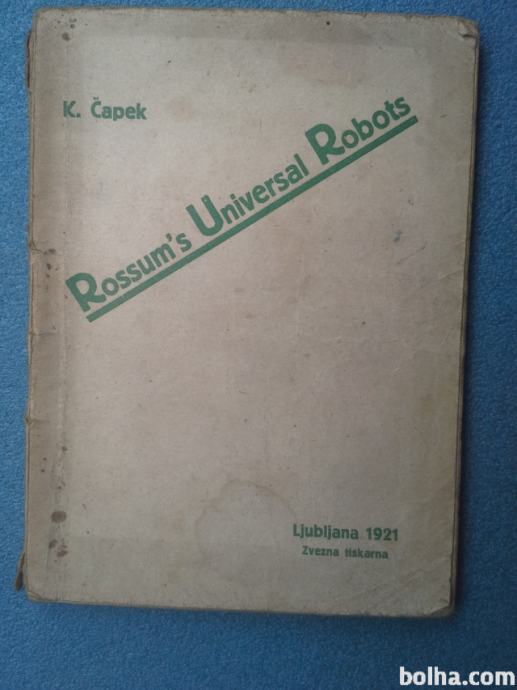 K. Čapek
Rossum's Universal Robots
Ljubljana 1921
Zvezna tiskarna
bolha.com